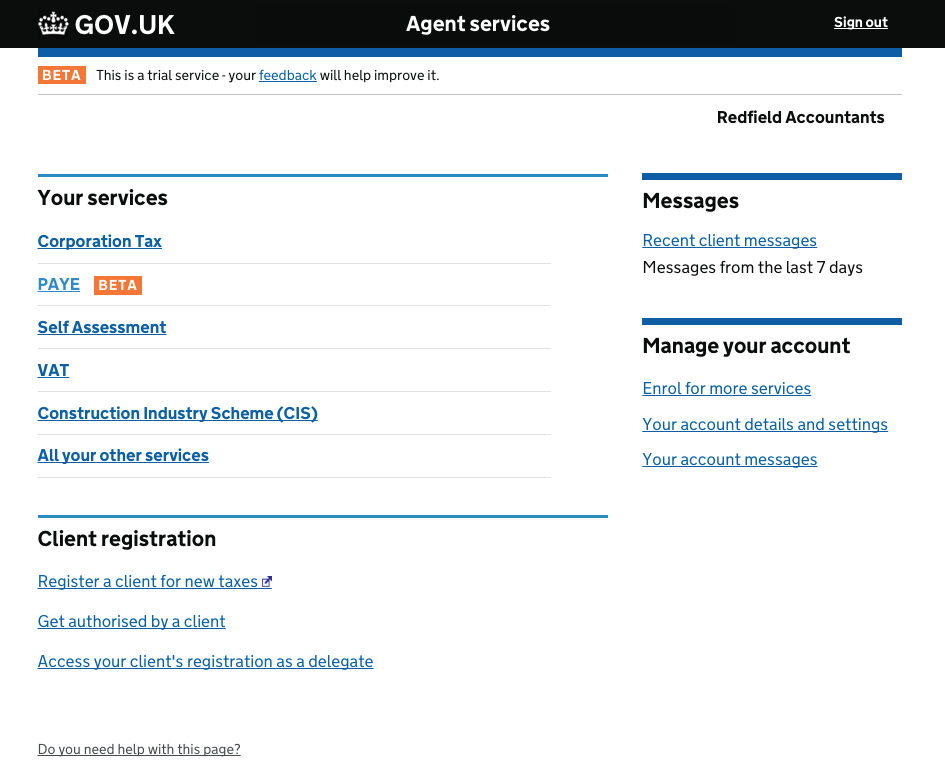 GOV.UK
Agent services
Sign out
BETA This is a trial service - your feedback will help improve it.
Redfield Accountants
Your services
Corporation Tax
PAYE BETA
Self Assessment
VAT
Construction Industry Scheme (CIS)
All your other services
Client registration
Register a client for new taxes
Get authorised by a client
Access your client's registration as a delegate
Messages
Recent client messages
Messages from the last 7 days
Manage your account
Enrol for more services
Your account details and settings
Your account messages
Do you need help with this page?